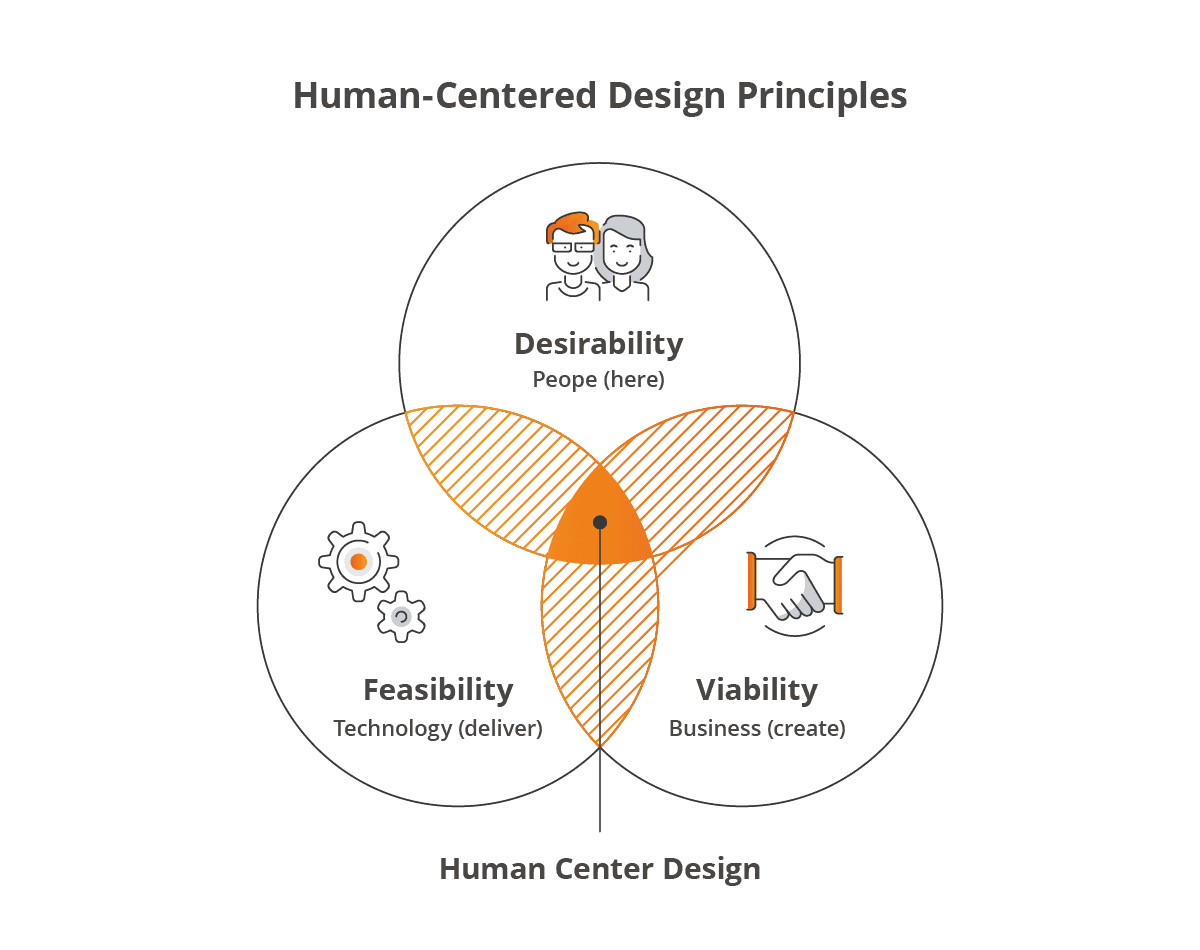 Human-Centered Design Principles
Desirability
Peope (here)
Feasibility
Technology (deliver)
Viability
Business (create)
Human Center Design